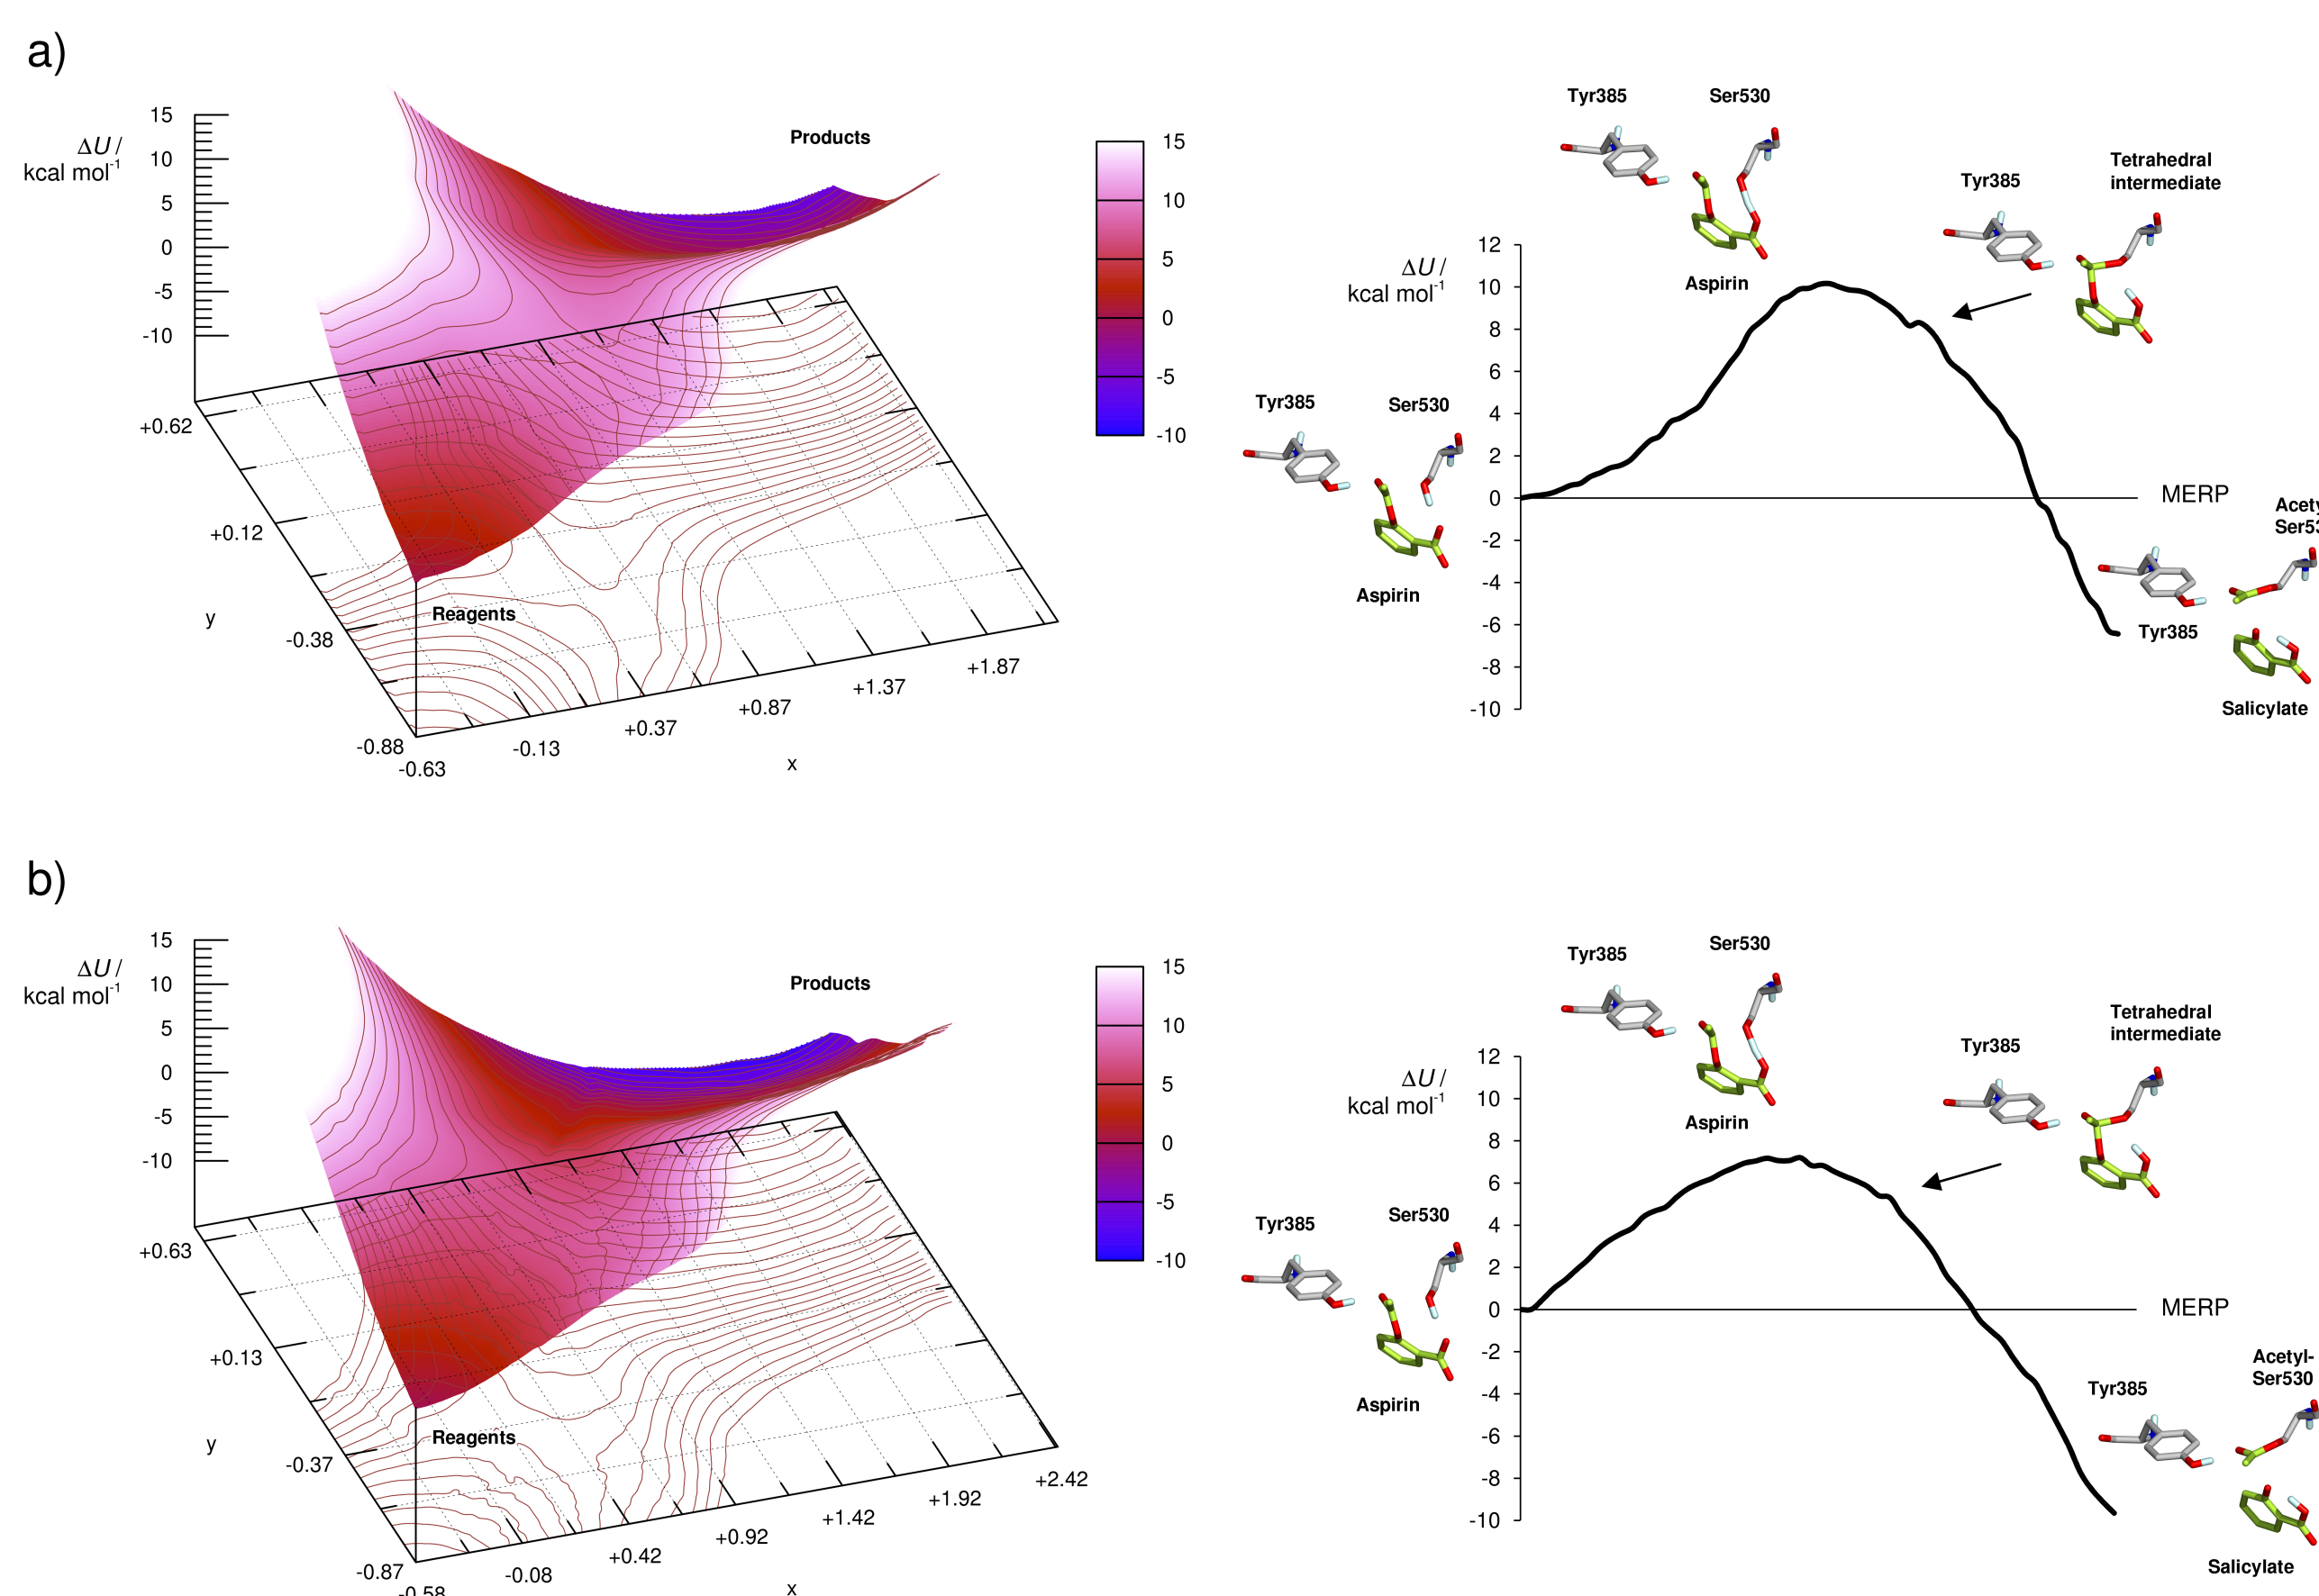 a)
15
10
5
0
-5
-10
ΔU /
kcal mol-1
Products
15
10
5
0
-5
-10
+0.62
+0.12
-0.38
-0.88
y
Reagents
-0.63
-0.13
+0.37
+0.87
+1.37
+1.87
x
Tyr385
Ser530
Aspirin
Tyr385
Tetrahedral
intermediate
ΔU /
kcal mol-1
12
10
8
6
4
2
0
-2
-4
-6
-8
-10
Tyr385
Ser530
Aspirin
MERP
Acety
Ser53
Tyr385
Salicylate
b)
15
10
5
0
-5
-10
ΔU /
kcal mol-1
Products
15
10
5
0
-5
-10
+0.63
+0.13
-0.37
-0.87
y
Reagents
-0.58
-0.08
+0.42
+0.92
+1.42
+1.92
+2.42
x
Tyr385
Ser530
Aspirin
Tyr385
Tetrahedral
intermediate
ΔU /
kcal mol-1
12
10
8
6
4
2
0
-2
-4
-6
-8
-10
Tyr385
Ser530
Aspirin
MERP
Acetyl-
Ser530
Tyr385
Salicylate